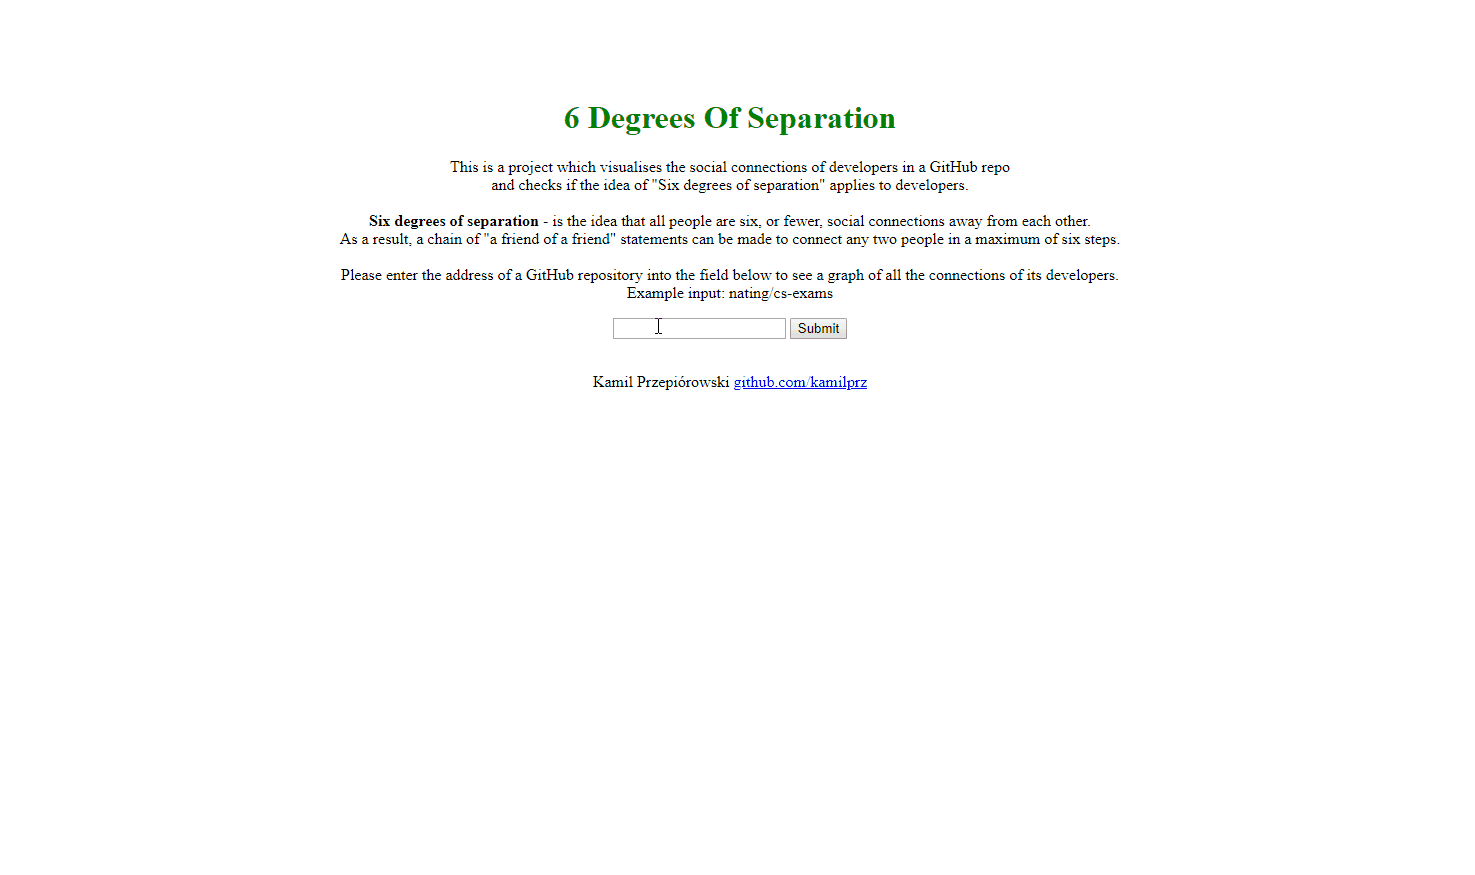 6 Degrees Of Separation
This is a project which visualises the social connections of developers in a GitHub repo
and checks if the idea of "Six degrees of separation" applies to developers.
Six degrees of separation - is the idea that all people are six, or fewer, social connections away from each other.
As a result, a chain of "a friend of a friend" statements can be made to connect any two people in a maximum of six steps.
Please enter the address of a GitHub repository into the field below to see a graph of all the connections of its developers.
Example input: nating/cs-exams
Submit
Kamil Przepiórowski github.com/kamilprz